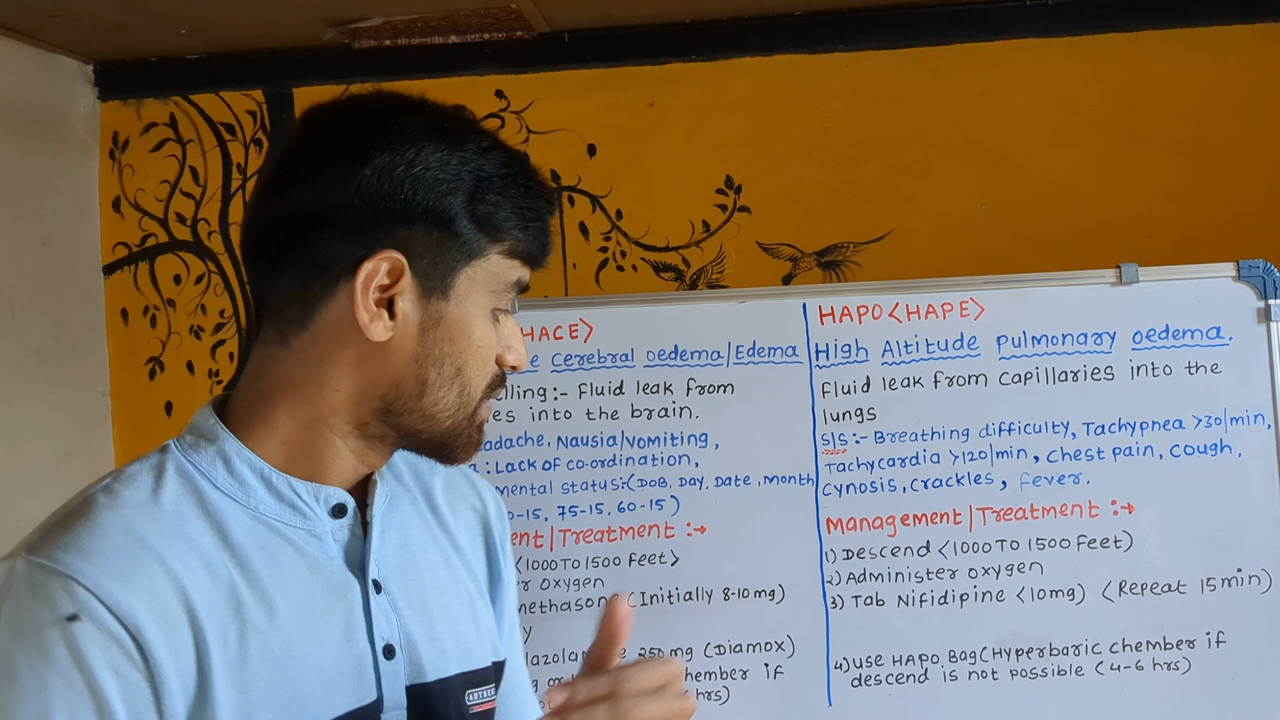 HACE>
cerebral oedema/Edema
lling:- Fluid leak from
es into the brain.
adache, Nausia/vomiting,
: Lack of co-ordination,
mental status:-(DOB, Day, Date, month
0-15, 75-15, 60-15)
ent/Treatment :→
<1000 TO 1500 Feet>
oxygen
(Initially 8-10 mg)
y
250 mg (Diamox)
g or
hember if
hrs)
HAPO<HAPE>
High Altitude pulmonary oedema.
Fluid leak from capillaries into the
lungs
S/S:- Breathing difficulty, Tachypnea >30/min,
Tachycardia >120/min, chest pain, cough,
cynosis, crackles, fever.
Management/Treatment :→
1) Descend <1000 TO 1500 Feet)
2) Administer oxygen
3) Tab Nifidipine <10mg) <Repeat 15min)
4) use HAPO Bag(Hyperbaric chember if
descend is not possible (4-6 hrs)